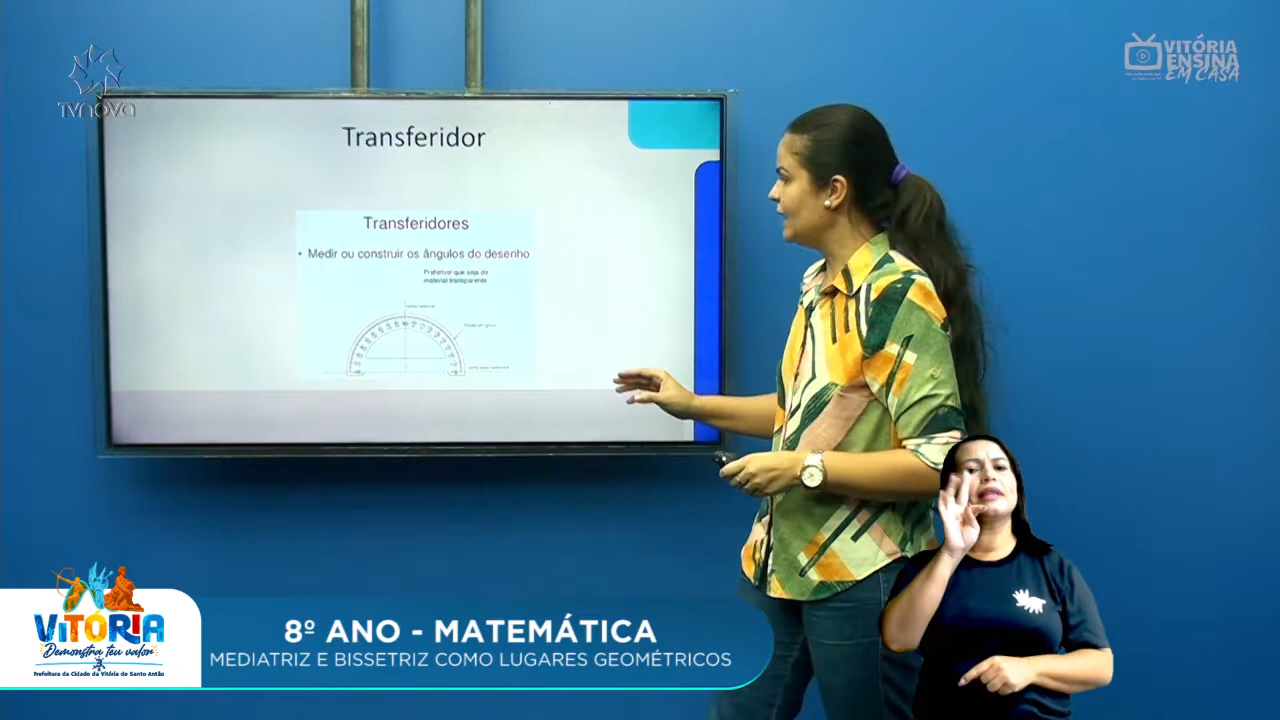 TVNOVA
VITÓRIA
ENSINA
EM CASA
Transferidor
Transferidores
• Medir ou construir os ângulos do desenho
Preferível que seja de
material transparente
VITÓRIA
Demonstra teu valor
Prefeitura da Cidade da Vitória de Santo Antão
8º ANO - MATEMÁTICA
MEDIATRIZ E BISSETRIZ COMO LUGARES GEOMÉTRICOS